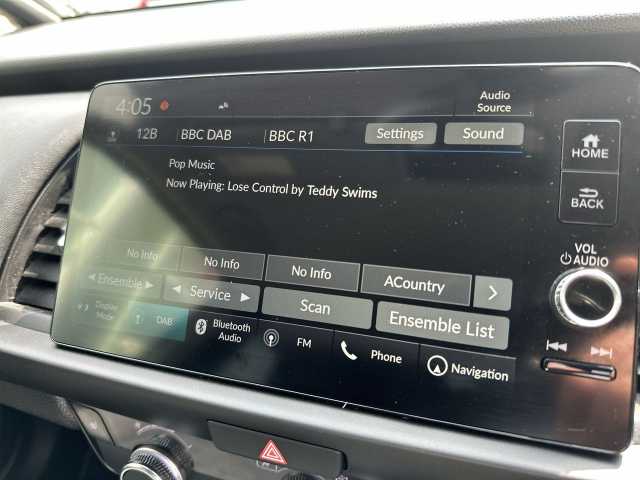 4:05
Audio
Source
12B BBC DAB BBC R1 Settings Sound
Pop Music
Now Playing: Lose Control by Teddy Swims
HOME
BACK
VOL
AUDIO
No Info No Info No Info ACountry
Ensemble Service Scan Ensemble List
Display
Mode
DAB
Bluetooth
Audio
FM
Phone
Navigation